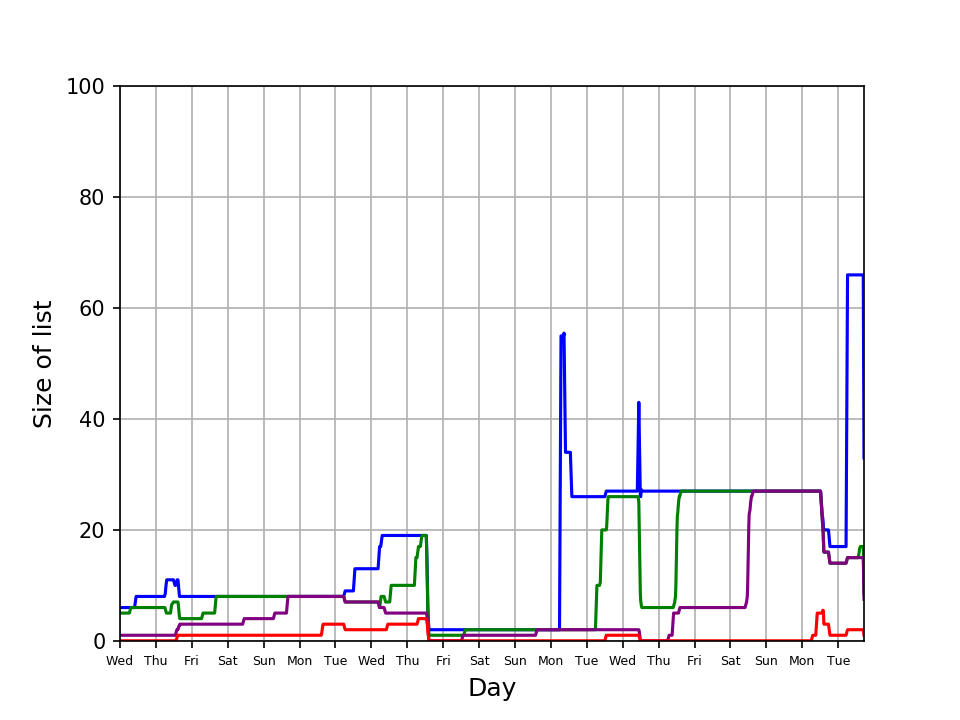 100
80
60
40
20
0
Size of list
Wed Thu Fri Sat Sun Mon Tue Wed Thu Fri Sat Sun Mon Tue Wed Thu Fri Sat Sun Mon Tue
Day